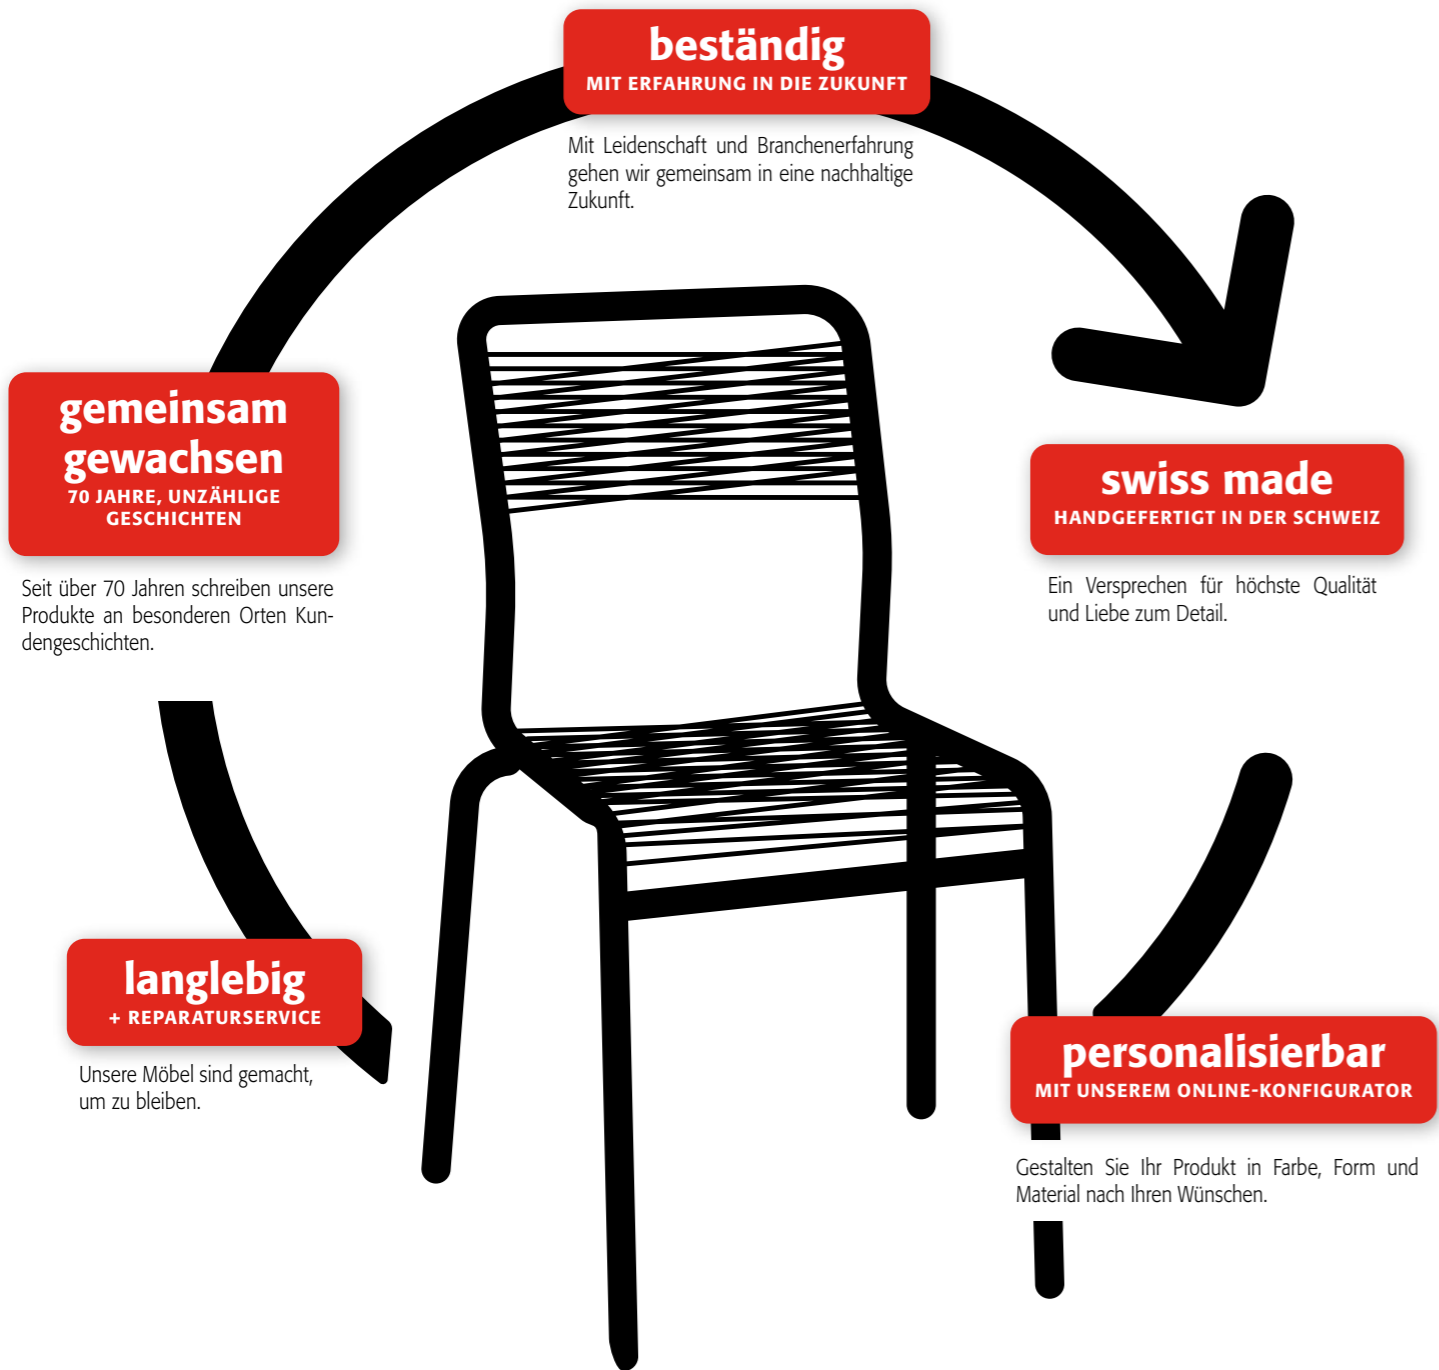 beständig
MIT ERFAHRUNG IN DIE ZUKUNFT
Mit Leidenschaft und Branchenerfahrung
gehen wir gemeinsam in eine nachhaltige
Zukunft.
gemeinsam
gewachsen
70 JAHRE, UNZÄHLIGE
GESCHICHTEN
Seit über 70 Jahren schreiben unsere
Produkte an besonderen Orten Kun-
dengeschichten.
swiss made
HANDGEFERTIGT IN DER SCHWEIZ
Ein Versprechen für höchste Qualität
und Liebe zum Detail.
langlebig
+ REPARATURSERVICE
Unsere Möbel sind gemacht,
um zu bleiben.
personalisierbar
MIT UNSEREM ONLINE-KONFIGURATOR
Gestalten Sie Ihr Produkt in Farbe, Form und
Material nach Ihren Wünschen.